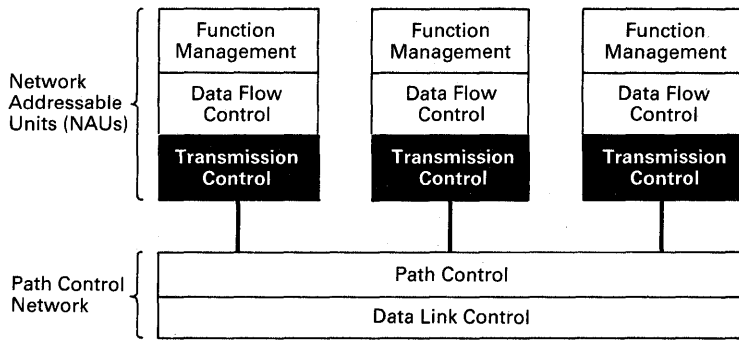 Network
Addressable
Units (NAUs)
Function
Management
Data Flow
Control
Transmission
Control
Function
Management
Data Flow
Control
Transmission
Control
Function
Management
Data Flow
Control
Transmission
Control
Path Control
Network
Path Control
Data Link Control